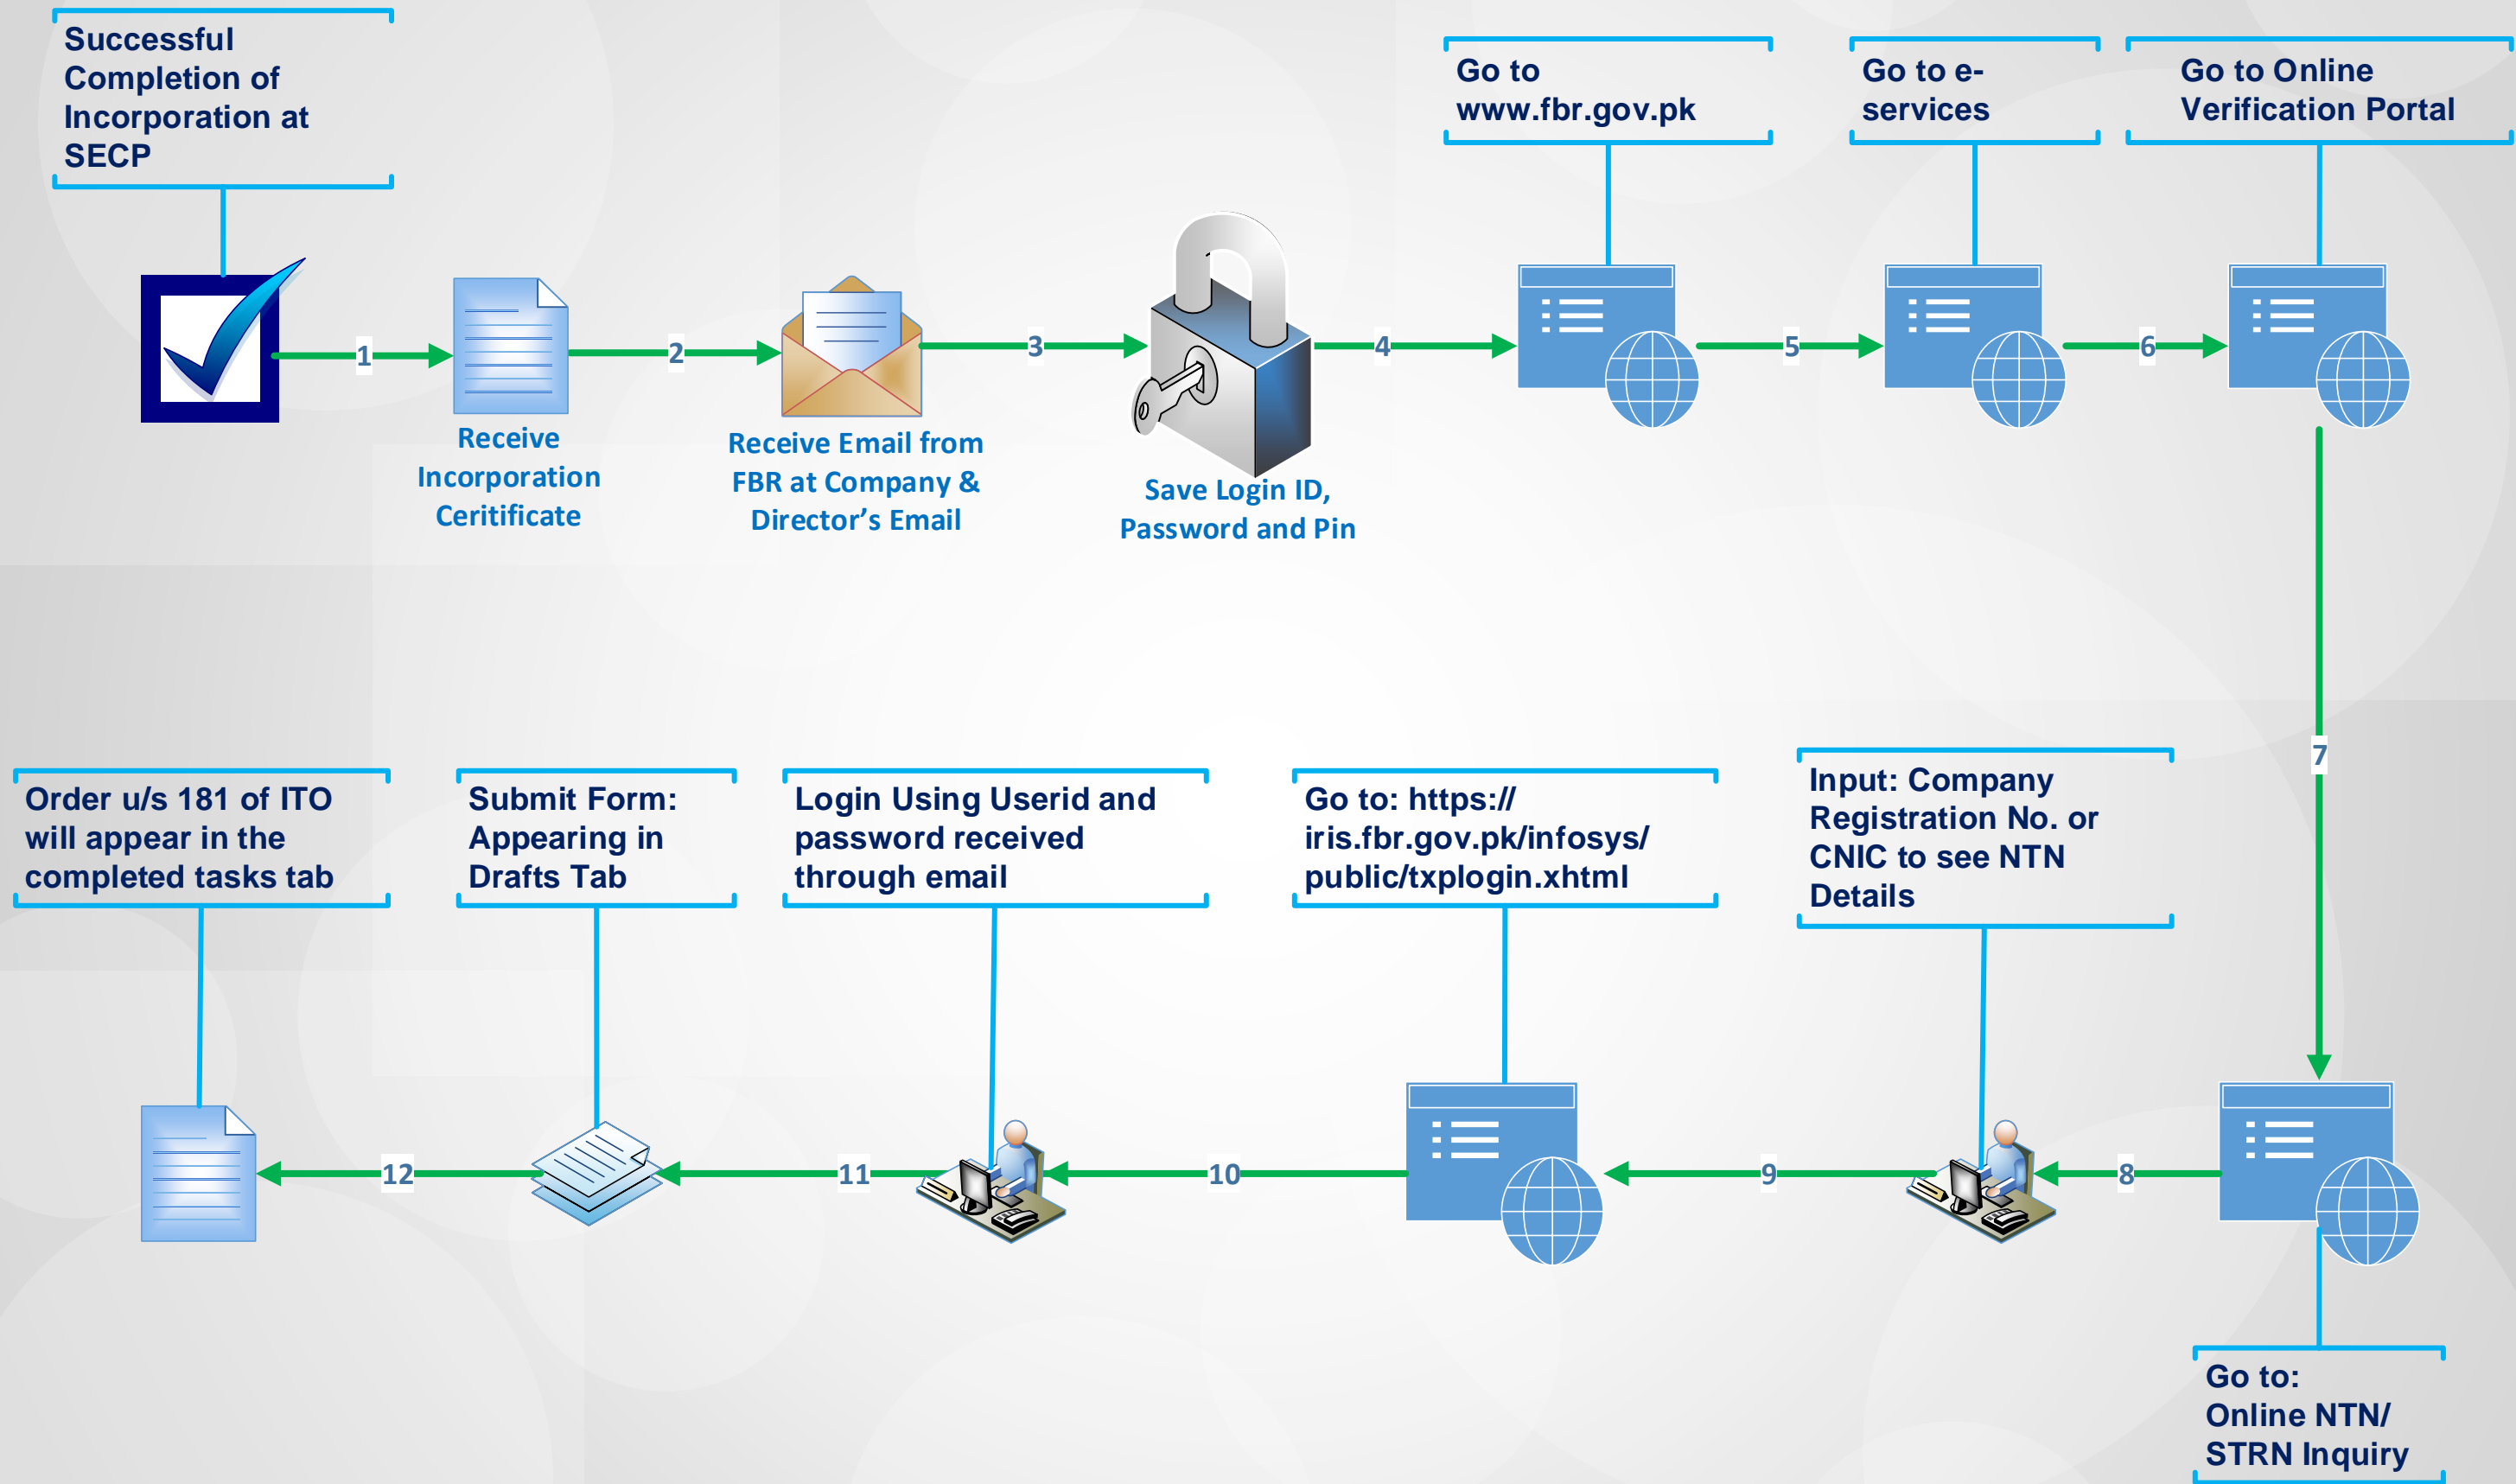 Successful
Completion of
Incorporation at
SECP
1
Receive
Incorporation
Ceritificate
2
Receive Email from
FBR at Company &
Director’s Email
3
Save Login ID,
Password and Pin
4
Go to
www.fbr.gov.pk
5
Go to e-
services
6
Go to Online
Verification Portal
7
Go to:
Online NTN/
STRN Inquiry
8
Input: Company
Registration No. or
CNIC to see NTN
Details
9
Go to: https://
iris.fbr.gov.pk/infosys/
public/txplogin.xhtml
10
Login Using Userid and
password received
through email
11
Submit Form:
Appearing in
Drafts Tab
12
Order u/s 181 of ITO
will appear in the
completed tasks tab